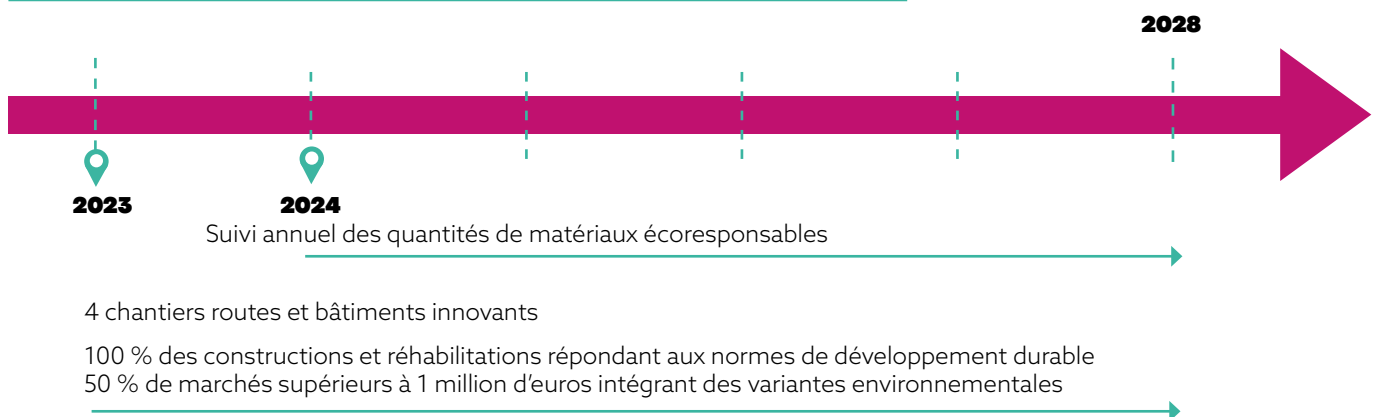 2028
2023
2024
Suivi annuel des quantités de matériaux écoresponsables
4 chantiers routes et bâtiments innovants
100 % des constructions et réhabilitations répondant aux normes de développement durable
50 % de marchés supérieurs à 1 million d’euros intégrant des variantes environnementales